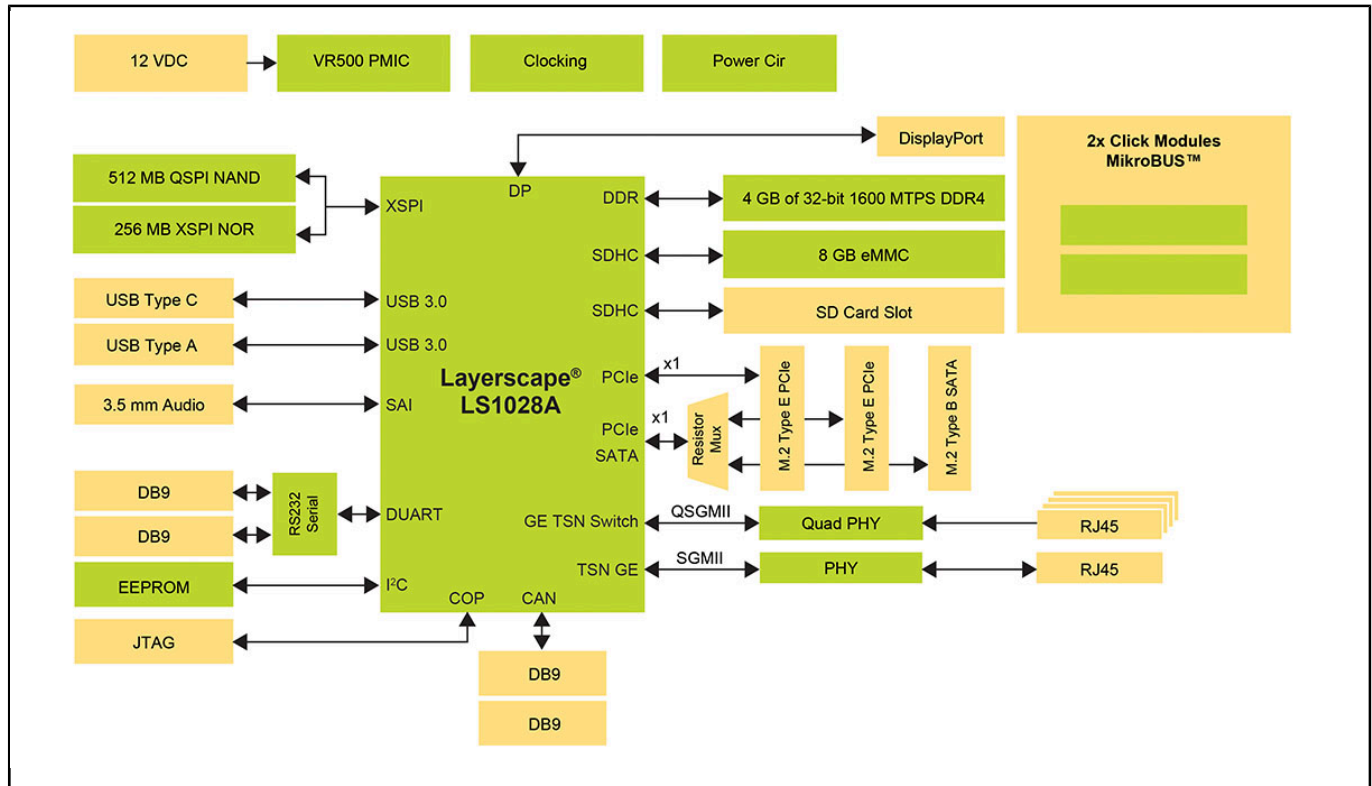 12 VDC
VR500 PMIC
Clocking
Power Cir
DisplayPort
2x Click Modules
MikroBUS™
512 MB QSPI NAND
256 MB XSPI NOR
XSPI
DP
DDR
4 GB of 32-bit 1600 MTPS DDR4
SDHC
8 GB eMMC
USB Type C
USB 3.0
SDHC
SD Card Slot
USB Type A
USB 3.0
Layerscape®
LS1028A
3.5 mm Audio
SAI
PCIe
x1
PCIe
SATA
x1
Resistor
Mux
M.2 Type E PCIe
M.2 Type E PCIe
M.2 Type B SATA
DB9
DB9
RS232
Serial
DUART
GE TSN Switch
QSGMII
Quad PHY
RJ45
TSN GE
SGMII
PHY
RJ45
EEPROM
I²C
COP
CAN
JTAG
DB9
DB9